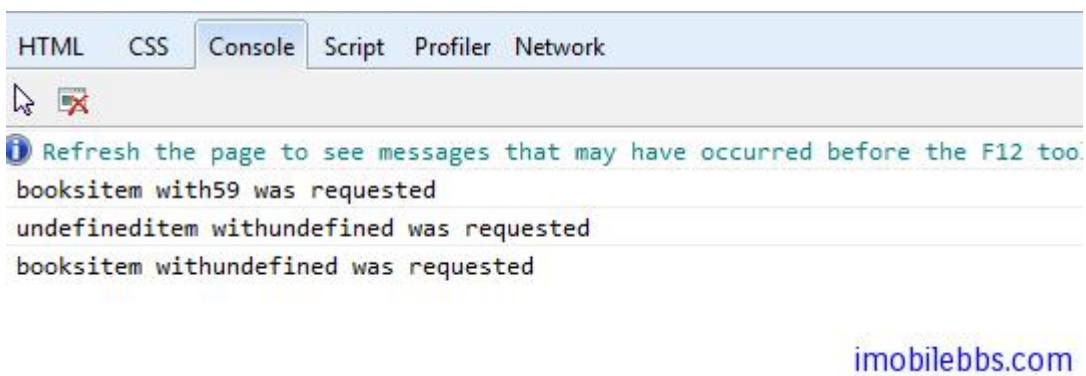 HTML CSS Console Script Profiler Network
Refresh the page to see messages that may have occurred before the F12
booksitem with59 was requested
undefineditem withundefined was requested
booksitem withundefined was requested
imobilebbs.com